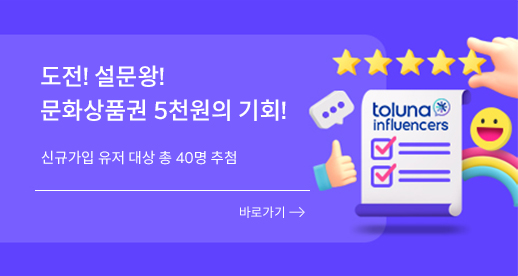 도전! 설문왕!
문화상품권 5천원의 기회!
신규가입 유저 대상 총 40명 추첨
바로가기
toluna
influencers